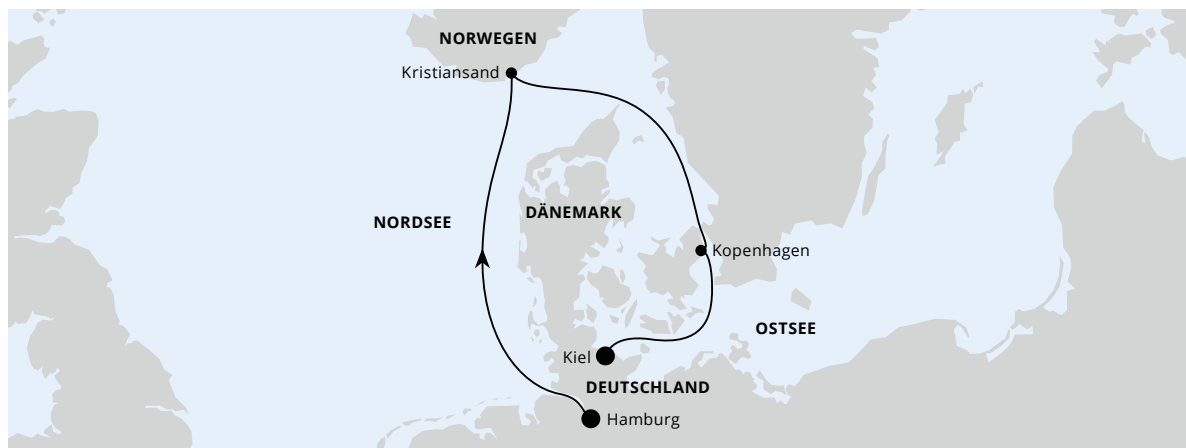 NORWEGEN
Kristiansand
DÄNEMARK
NORDSEE
Kopenhagen
OSTSEE
Kiel
DEUTSCHLAND
Hamburg